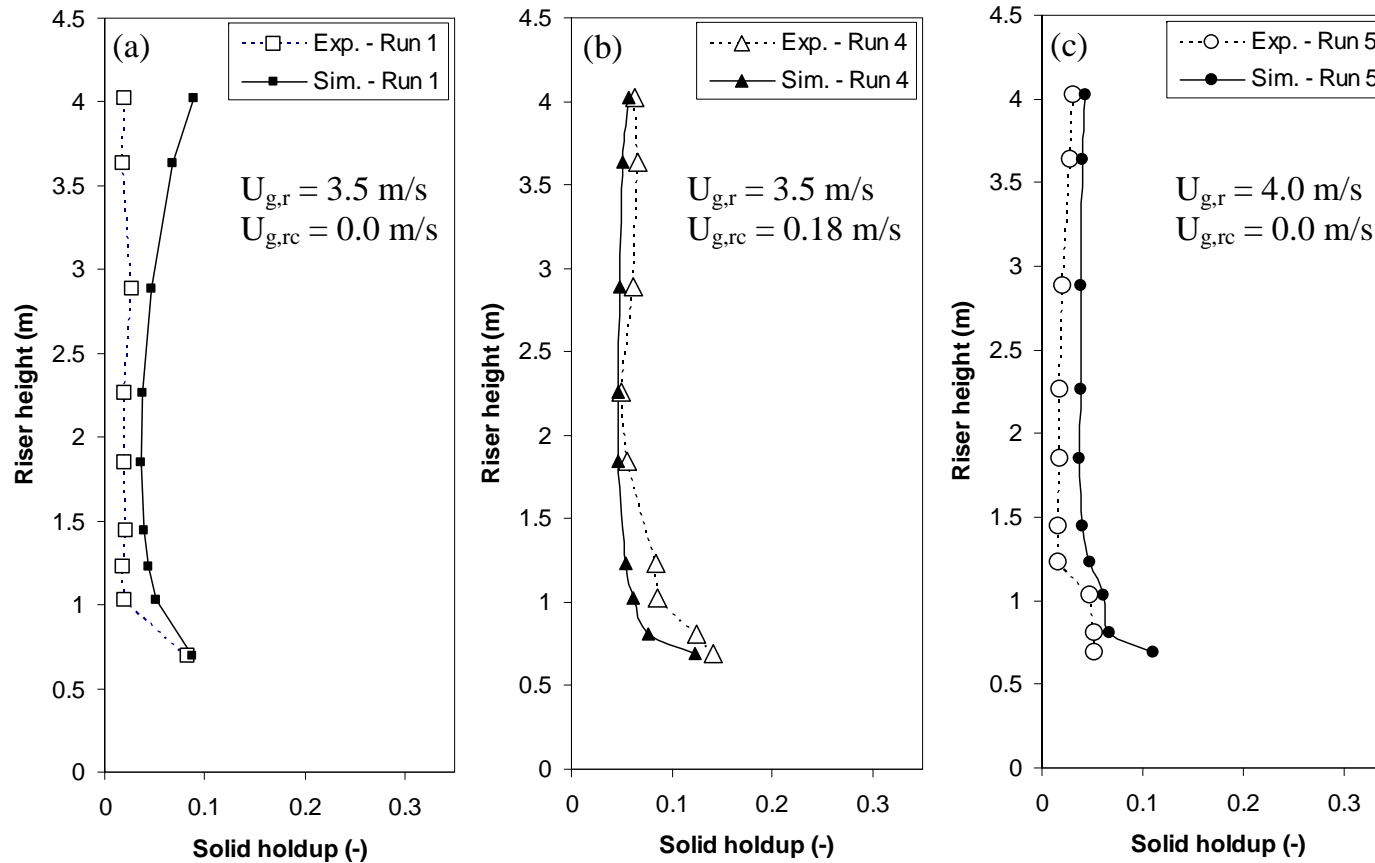 (a)
Exp. - Run 1
Sim. - Run 1
U_g,r = 3.5 m/s
U_g,rc = 0.0 m/s
4.5
4
3.5
3
2.5
2
1.5
1
0.5
0
Riser height (m)
0 0.1 0.2 0.3
Solid holdup (-)
(b)
Exp. - Run 4
Sim. - Run 4
U_g,r = 3.5 m/s
U_g,rc = 0.18 m/s
4.5
4
3.5
3
2.5
2
1.5
1
0.5
0
Riser height (m)
0 0.1 0.2 0.3
Solid holdup (-)
(c)
Exp. - Run 5
Sim. - Run 5
U_g,r = 4.0 m/s
U_g,rc = 0.0 m/s
4.5
4
3.5
3
2.5
2
1.5
1
0.5
0
Riser height (m)
0 0.1 0.2 0.3
Solid holdup (-)